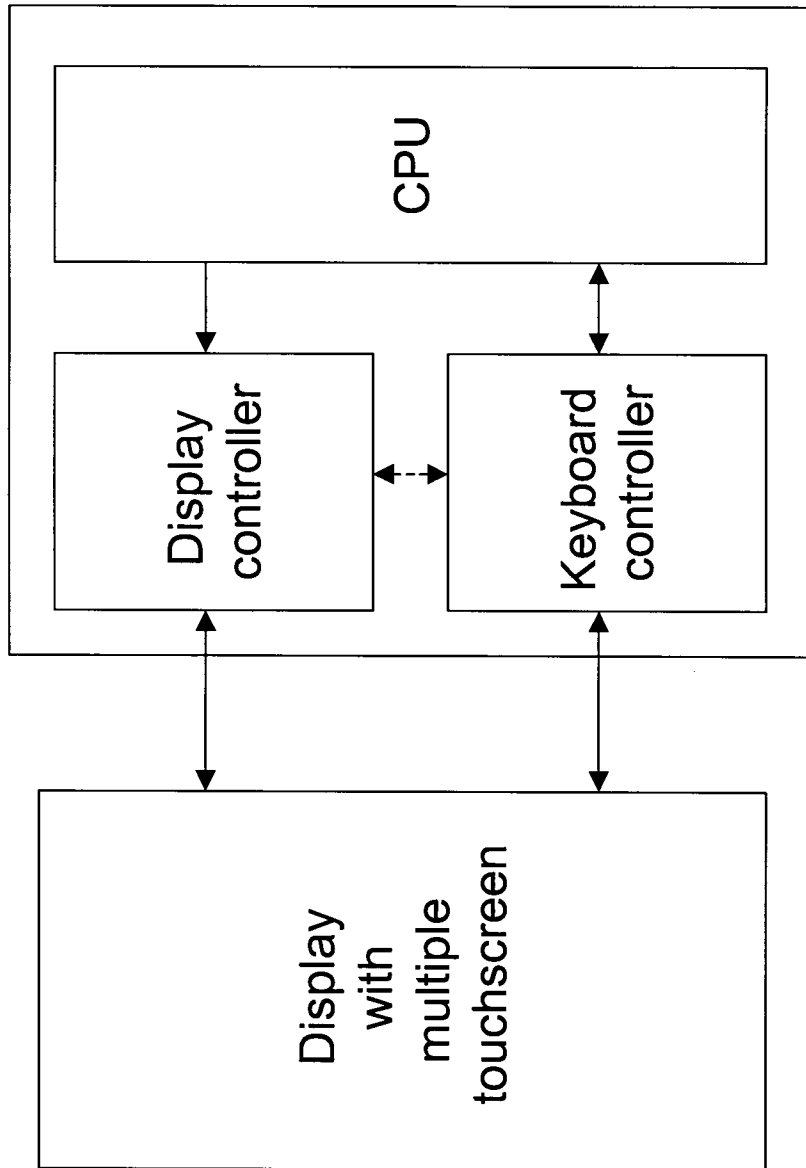 Display
with
multiple
touchscreen
Display
controller
Keyboard
controller
CPU